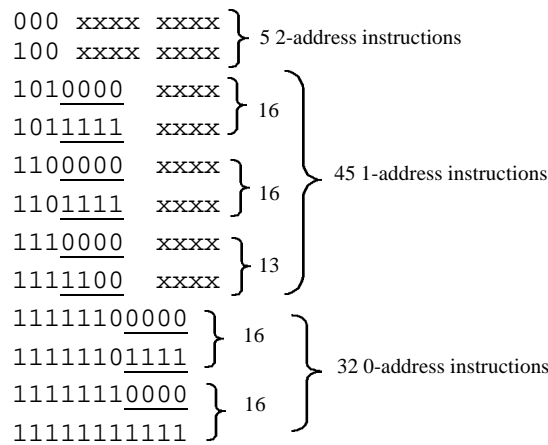 000 xxxx xxxx
100 xxxx xxxx
5 2-address instructions
1010000 xxxx
1011111 xxxx
16
1100000 xxxx
1101111 xxxx
16
1110000 xxxx
1111100 xxxx
13
45 1-address instructions
11111100000
11111101111
16
11111110000
11111111111
16
32 0-address instructions